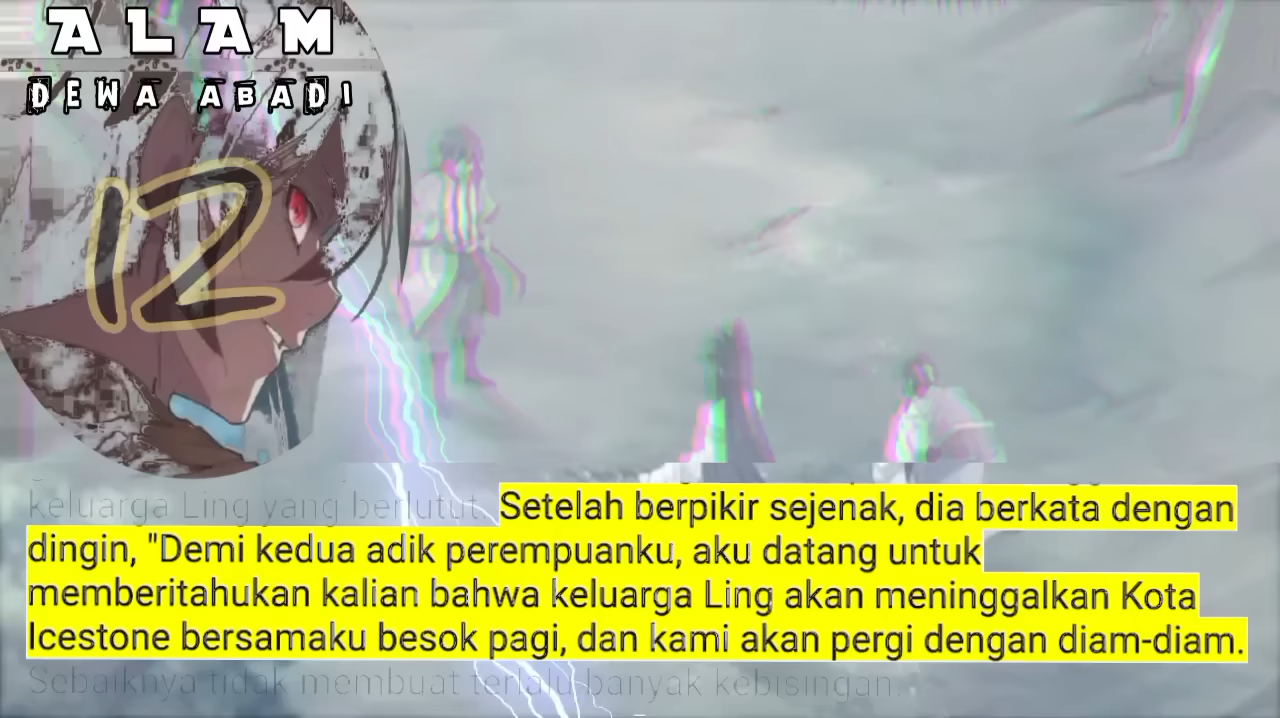 ALAM
DEWA ABADI
12
keluarga Ling yang berlutut. Setelah berpikir sejenak, dia berkata dengan
dingin, "Demi kedua adik perempuanku, aku datang untuk
memberitahukan kalian bahwa keluarga Ling akan meninggalkan Kota
Icestone bersamaku besok pagi, dan kami akan pergi dengan diam-diam.
Sebaiknya tidak membuat terlalu banyak kebisingan.